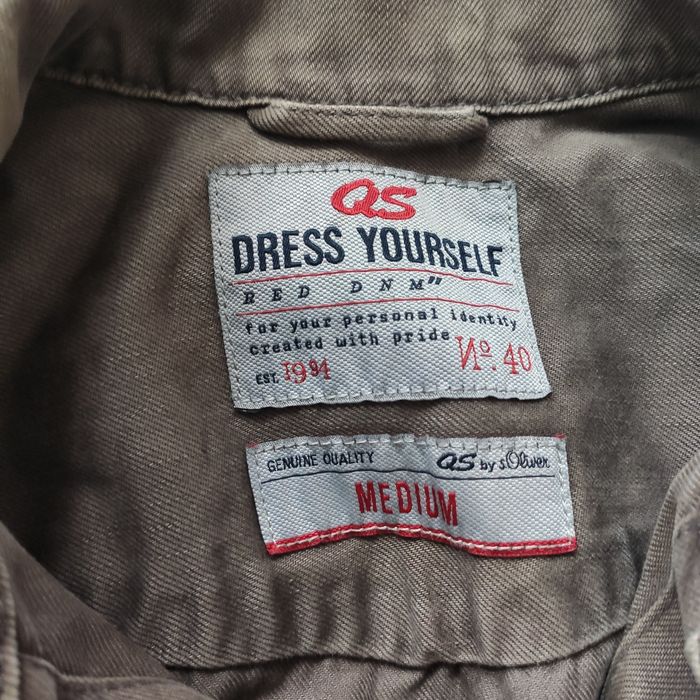 QS
DRESS YOURSELF
RED DNM"
for your personal identity
created with pride
EST. 1994 Nº. 40
GENUINE QUALITY QS by s.Oliver
MEDIUM